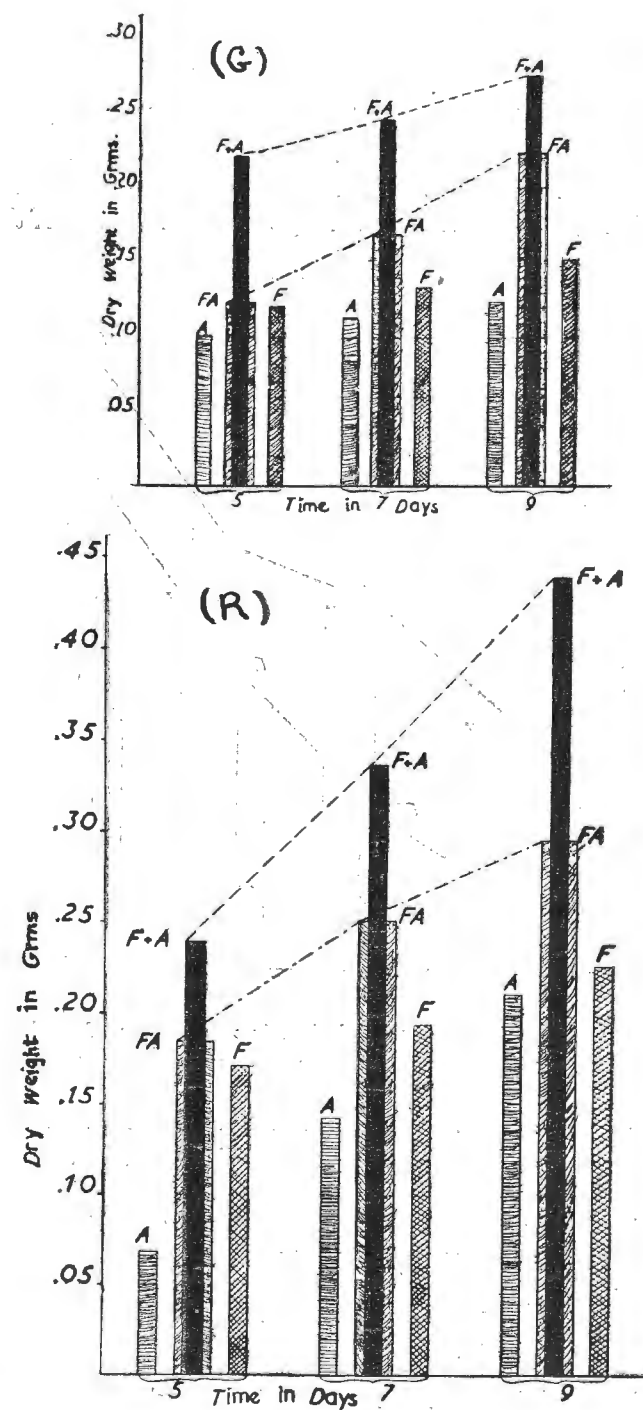 .30
(G)
F+A
.25
F+A
F+A
FA
.20
FA
.15
F
F
FA
F
A
A
A
.10
.05
Dry weight in Grms.
5 Time in 7 Days 9
.45
(R)
F+A
.40
.35
F+A
.30
FA
.25
FA
F+A
F
A
.20
FA
F
F
.15
A
.10
A
.05
Dry weight in Grms
5 Time in Days 7 9